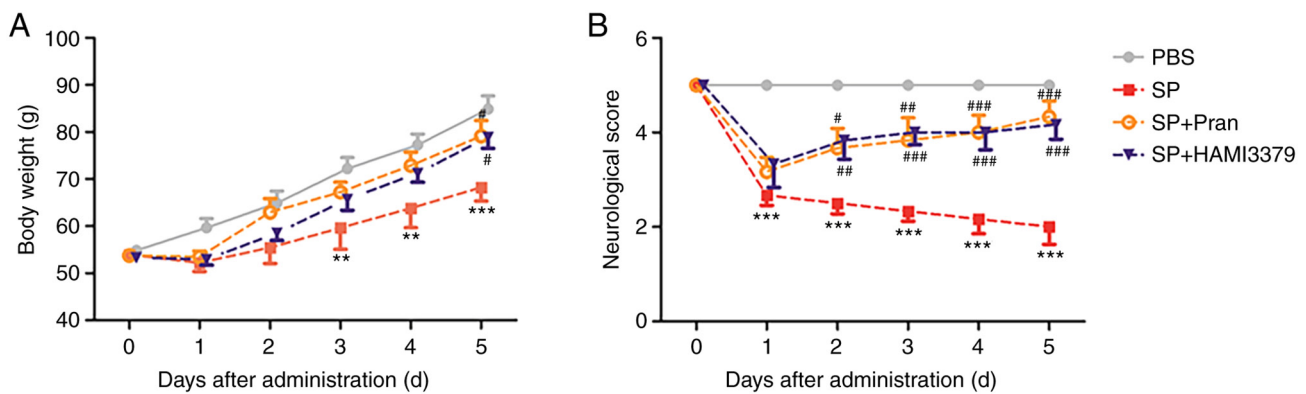 A
B
Body weight (g)
100
90
80
70
60
50
40
0 1 2 3 4 5
Days after administration (d)
**
**
***
#
#
Neurological score
6
4
2
0
0 1 2 3 4 5
Days after administration (d)
***
***
***
***
***
#
##
##
###
###
###
###
###
PBS
SP
SP+Pran
SP+HAMI3379